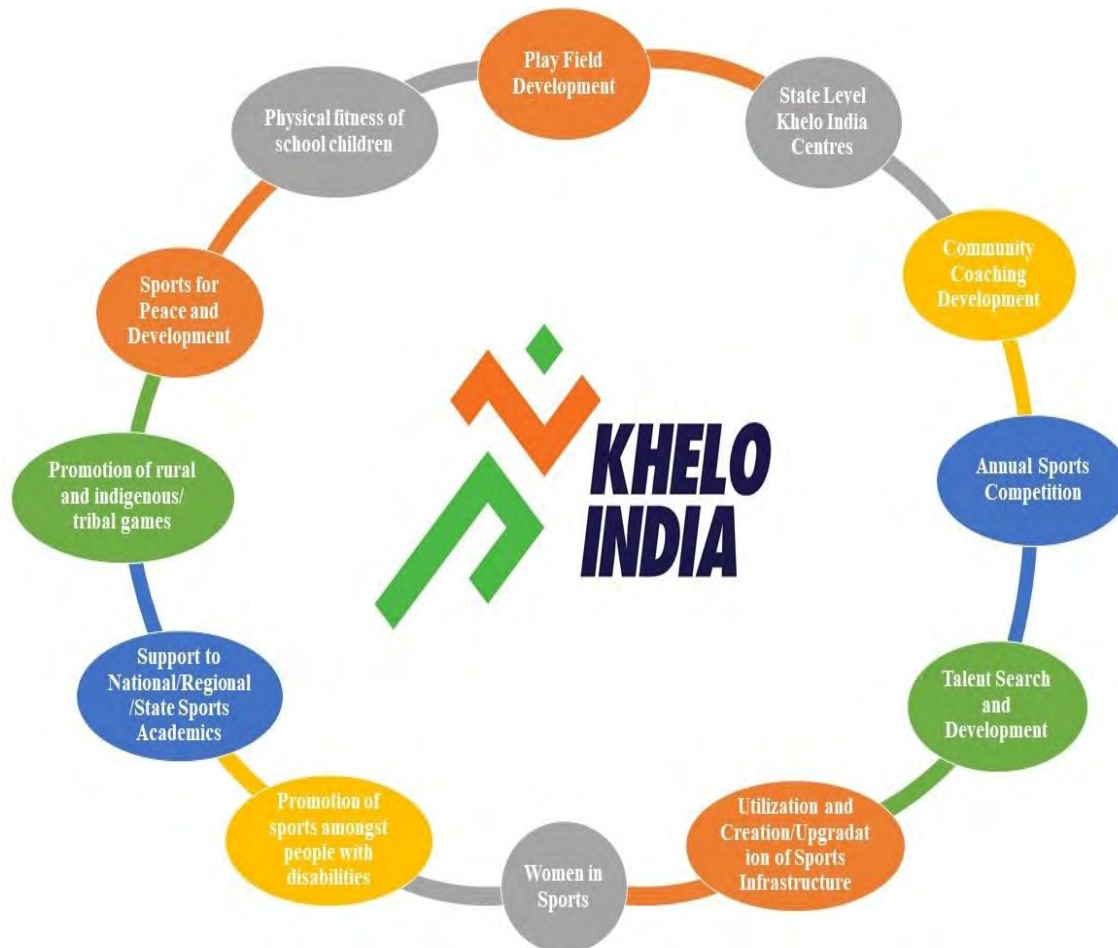 Play Field
Development
State Level
Khelo India
Centres
Community
Coaching
Development
Annual Sports
Competition
Talent Search
and
Development
Utilization and
Creation/Upgradat
ion of Sports
Infrastructure
Women in
Sports
Promotion of
sports amongst
people with
disabilities
Support to
National/Regional
/State Sports
Academics
Promotion of rural
and indigenous/
tribal games
Sports for
Peace and
Development
Physical fitness of
school children
KHELO
INDIA